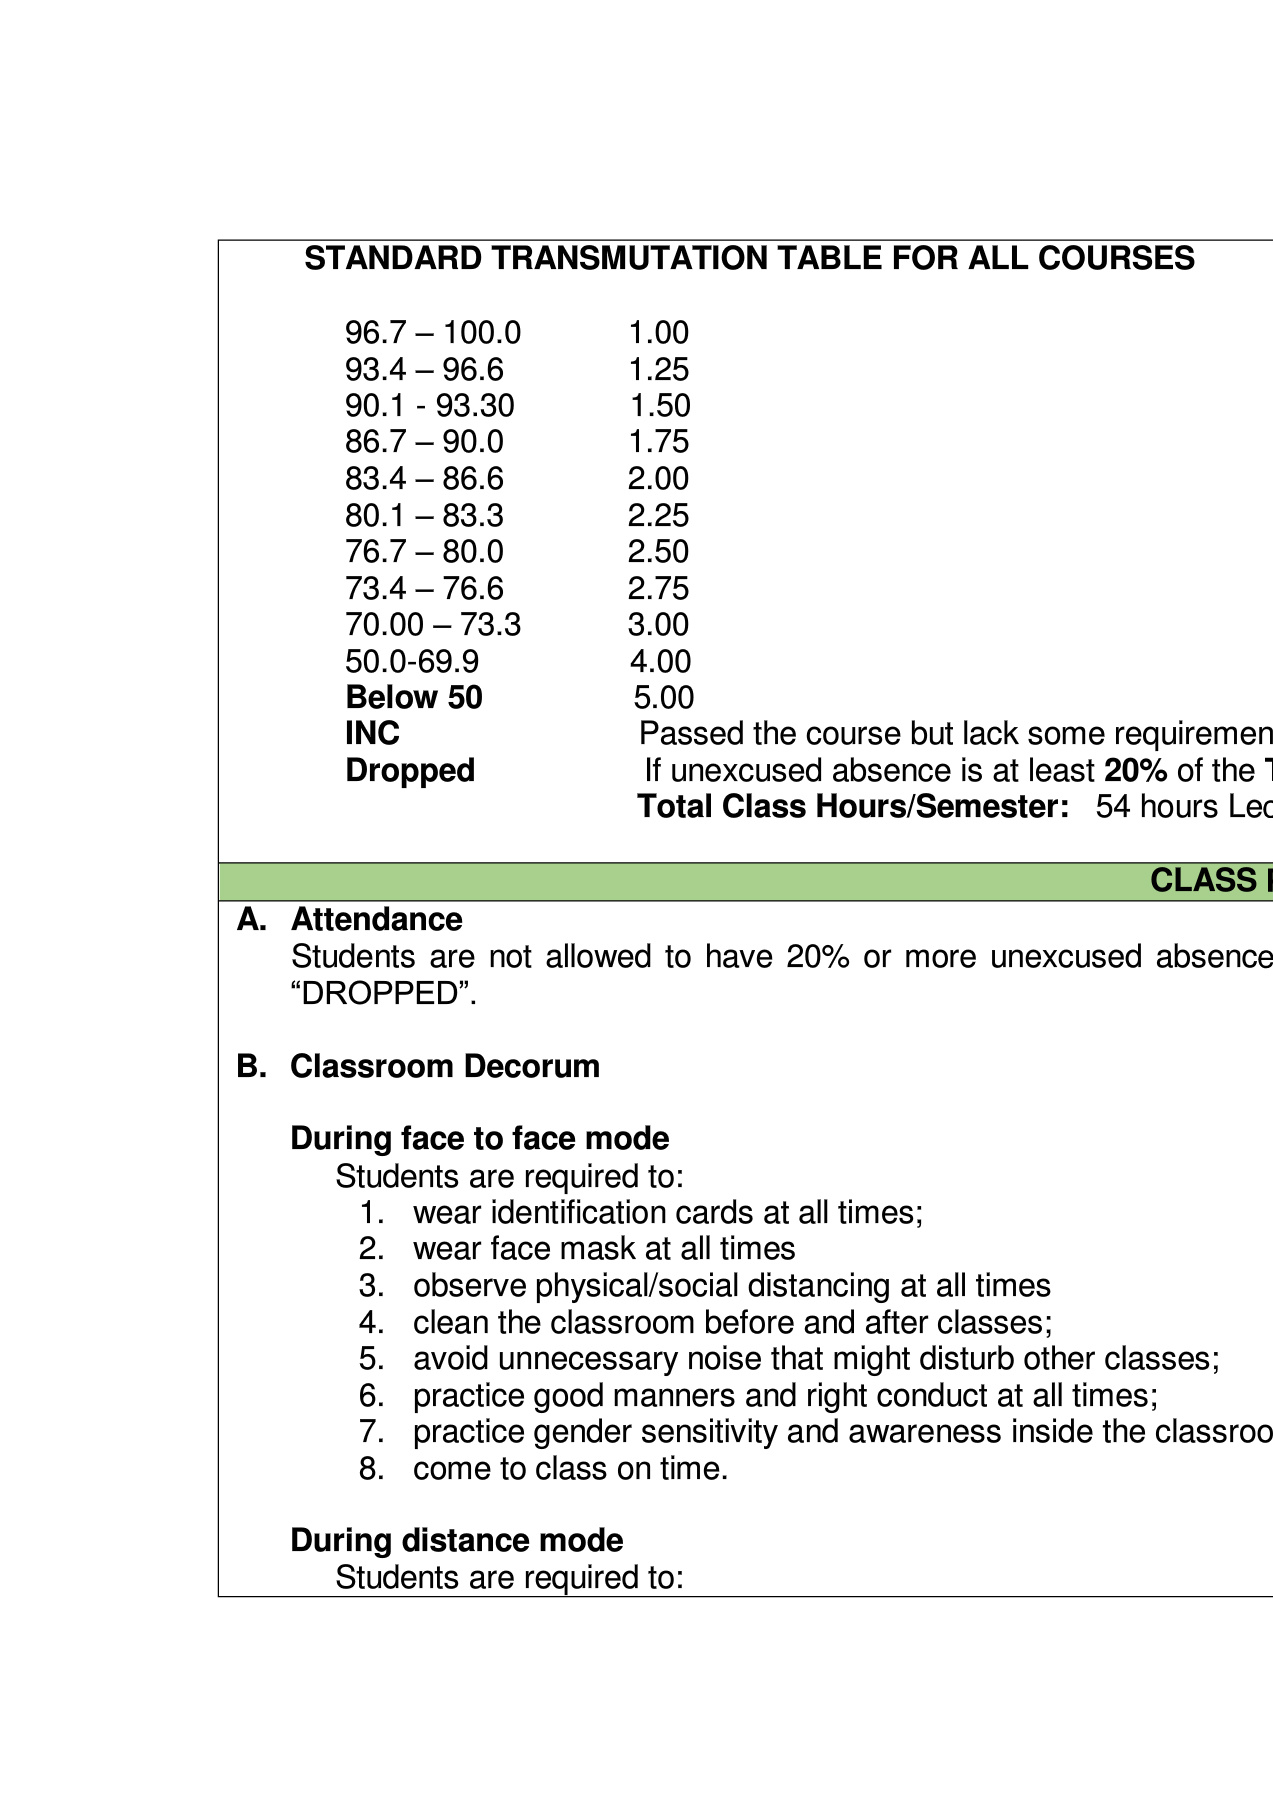 STANDARD TRANSMUTATION TABLE FOR ALL COURSES
96.7 – 100.0 1.00
93.4 – 96.6 1.25
90.1 - 93.30 1.50
86.7 – 90.0 1.75
83.4 – 86.6 2.00
80.1 – 83.3 2.25
76.7 – 80.0 2.50
73.4 – 76.6 2.75
70.00 – 73.3 3.00
50.0-69.9 4.00
Below 50 5.00
INC Passed the course but lack some
Dropped If unexcused absence is at least 20% of the
Total Class Hours/Semester: 54 hours
CLASS
A. Attendance
Students are not allowed to have 20% or more unexcused absence
“DROPPED”.
B. Classroom Decorum
During face to face mode
Students are required to:
1. wear identification cards at all times;
2. wear face mask at all times
3. observe physical/social distancing at all times
4. clean the classroom before and after classes;
5. avoid unnecessary noise that might disturb other classes;
6. practice good manners and right conduct at all times;
7. practice gender sensitivity and awareness inside the
8. come to class on time.
During distance mode
Students are required to: